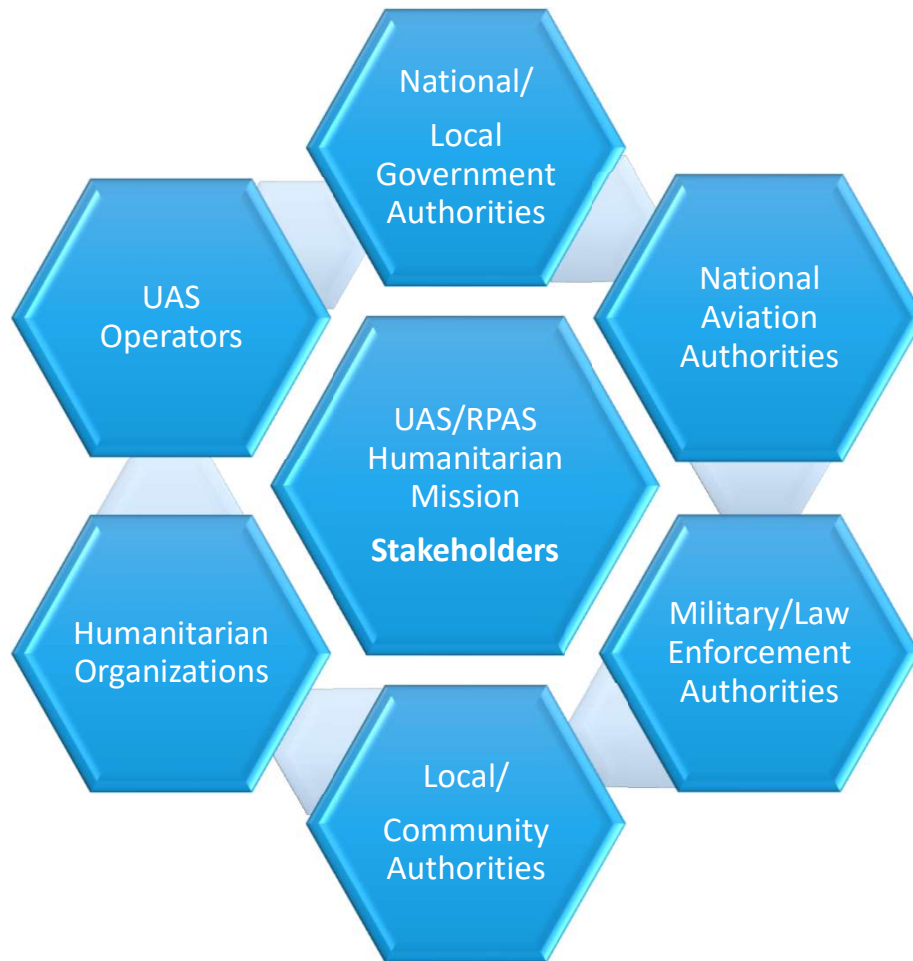 National/
Local
Government
Authorities
UAS
Operators
National
Aviation
Authorities
UAS/RPAS
Humanitarian
Mission
Stakeholders
Humanitarian
Organizations
Military/Law
Enforcement
Authorities
Local/
Community
Authorities